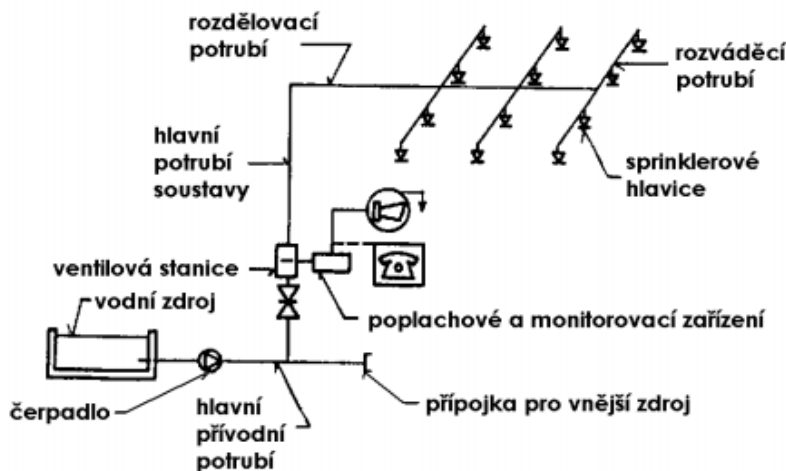 rozdělovací
potrubí
rozváděcí
potrubí
hlavní
potrubí
soustavy
sprinklerové
hlavice
ventilová stanice
vodní zdroj
poplachové a monitorovací zařízení
čerpadlo
hlavní
přívodní
potrubí
přípojka pro vnější zdroj